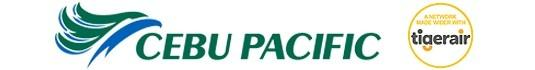 CEBU PACIFIC
A NETWORK
MADE WIDER WITH
tigerair